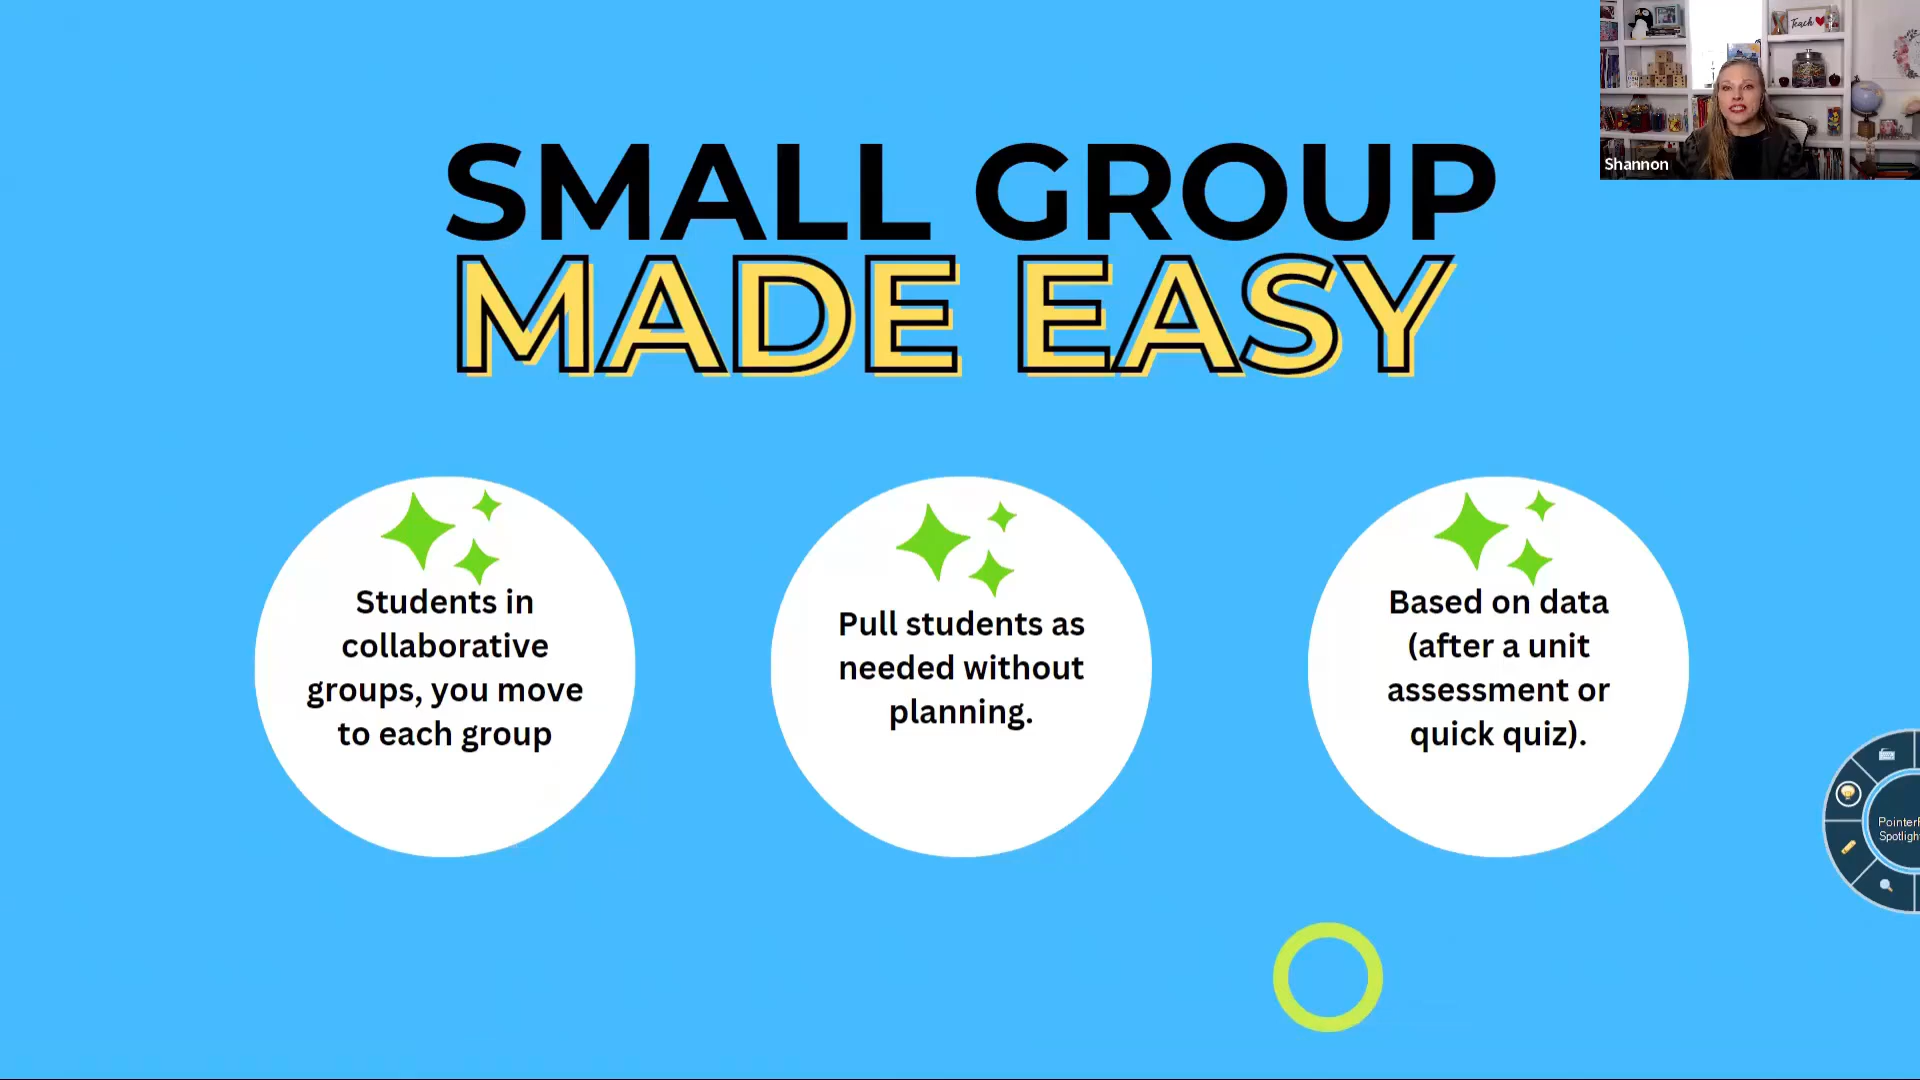 SMALL GROUP
MADE EASY
Teach
Shannon
Students in
collaborative
groups, you move
to each group
Pull students as
needed without
planning.
Based on data
(after a unit
assessment or
quick quiz).